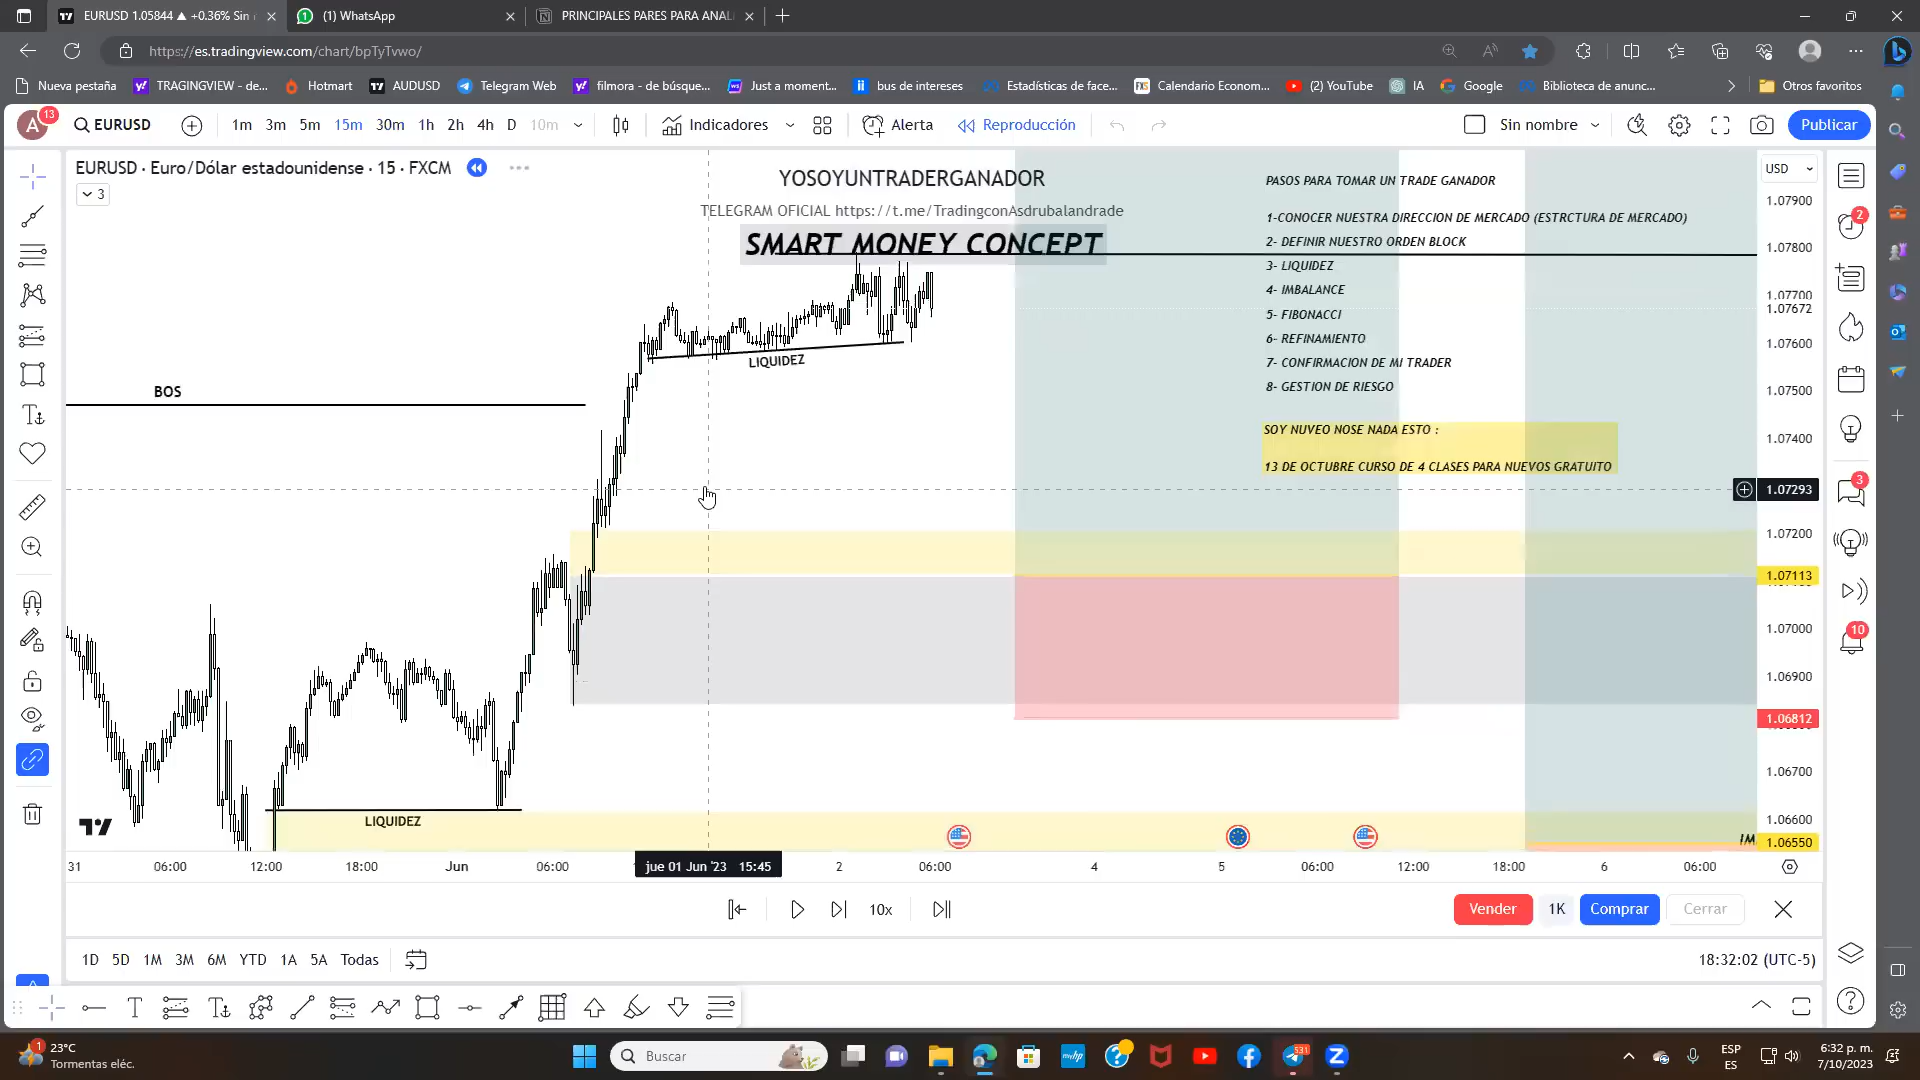 EURUSD 1.05844 ▲ +0.36% Sin
(1) WhatsApp
PRINCIPALES PARES PARA ANAL
https://es.tradingview.com/chart/bpTyTvwo/
Nueva pestaña
TRAGINGVIEW - de...
Hotmart
AUDUSD
Telegram Web
filmora - de búsque...
Just a moment...
bus de intereses
Estadísticas de face...
Calendario Econom...
(2) YouTube
IA
Google
Biblioteca de anunc...
Otros favoritos
A
13
EURUSD
1m 3m 5m 15m 30m 1h 2h 4h D 10m
Indicadores
Alerta
Reproducción
Sin nombre
Publicar
EURUSD · Euro/Dólar estadounidense · 15 · FXCM
3
YOSOYUNTRADERGANADOR
TELEGRAM OFICIAL https://t.me/TradingconAsdrubalandrade
SMART MONEY CONCEPT
PASOS PARA TOMAR UN TRADE GANADOR
1-CONOCER NUESTRA DIRECCION DE MERCADO (ESTRCTURA DE MERCADO)
2- DEFINIR NUESTRO ORDEN BLOCK
3- LIQUIDEZ
4- IMBALANCE
5- FIBONACCI
6- REFINAMIENTO
7- CONFIRMACION DE MI TRADER
8- GESTION DE RIESGO
SOY NUVEO NOSE NADA ESTO :
13 DE OCTUBRE CURSO DE 4 CLASES PARA NUEVOS GRATUITO
LIQUIDEZ
BOS
LIQUIDEZ
USD
1.07900
1.07800
1.07700
1.07672
1.07600
1.07500
1.07400
1.07293
1.07200
1.07113
1.07000
1.06900
1.06812
1.06700
1.06600
1.06550
IM
2
3
10
31 06:00 12:00 18:00 Jun 06:00 jue 01 Jun '23 15:45 2 06:00 4 5 06:00 12:00 18:00 6 06:00
10x
Vender
1K
Comprar
Cerrar
1D 5D 1M 3M 6M YTD 1A 5A Todas
18:32:02 (UTC-5)
1
23°C
Tormentas eléc.
Buscar
myhp
531
ESP
ES
6:32 p. m.
7/10/2023